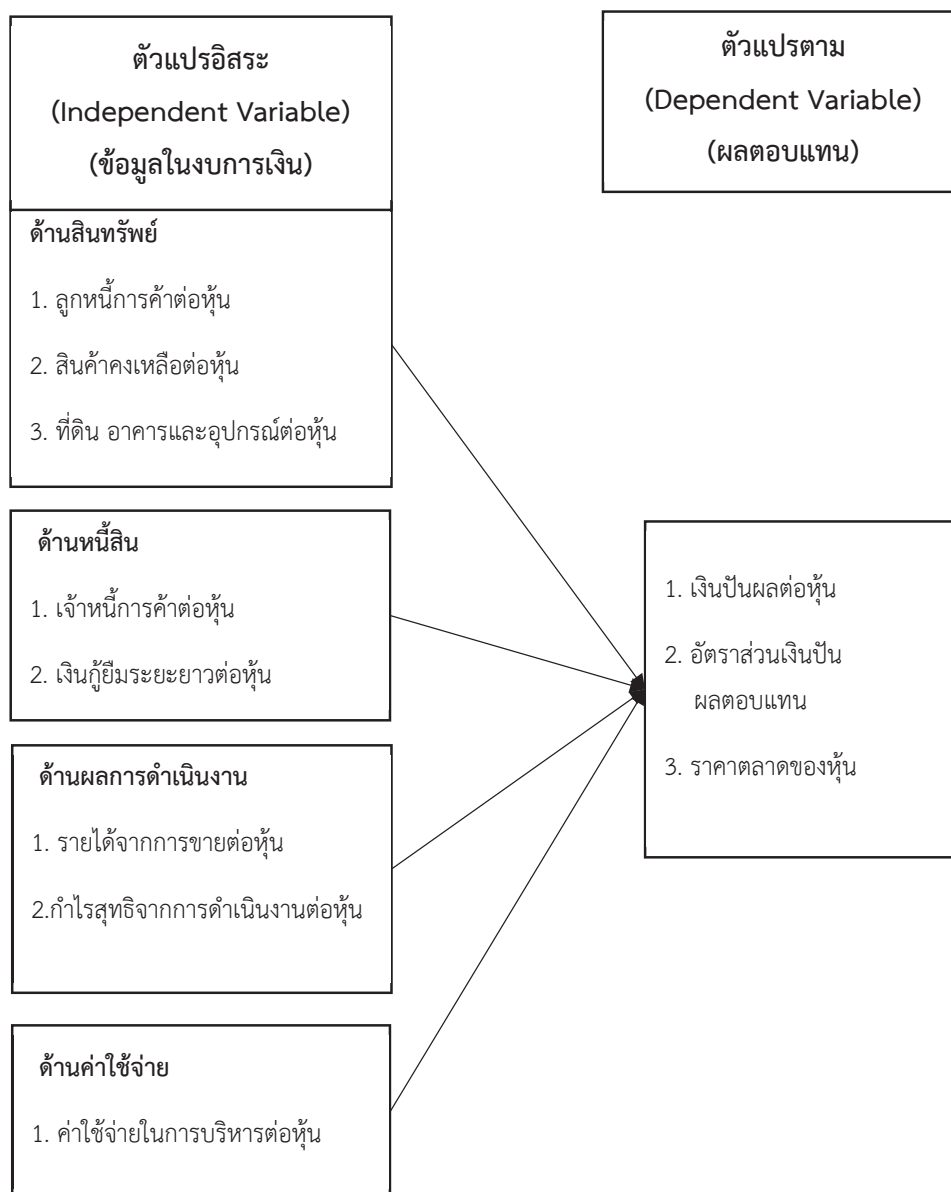 ตัวแปรอิสระ
(Independent Variable)
(ข้อมูลในงบการเงิน)
ตัวแปรตาม
(Dependent Variable)
(ผลตอบแทน)
ด้านสินทรัพย์
1. ลูกหนี้การค้าต่อหุ้น
2. สินค้าคงเหลือต่อหุ้น
3. ที่ดิน อาคารและอุปกรณ์ต่อหุ้น
ด้านหนี้สิน
1. เจ้าหนี้การค้าต่อหุ้น
2. เงินกู้ยืมระยะยาวต่อหุ้น
ด้านผลการดำเนินงาน
1. รายได้จากการขายต่อหุ้น
2.กำไรสุทธิจากการดำเนินงานต่อหุ้น
ด้านค่าใช้จ่าย
1. ค่าใช้จ่ายในการบริหารต่อหุ้น
1. เงินปันผลต่อหุ้น
2. อัตราส่วนเงินปัน
ผลตอบแทน
3. ราคาตลาดของหุ้น